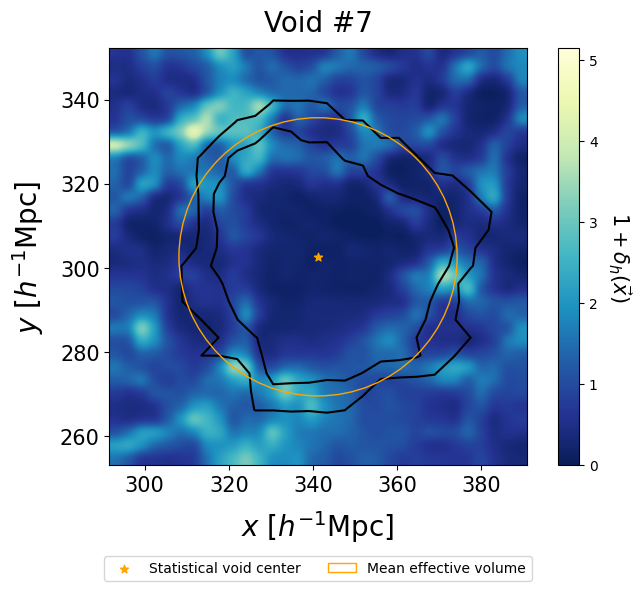 Void #7
340
320
300
280
260
y [h⁻¹Mpc]
300 320 340 360 380
x [h⁻¹Mpc]
5
4
3
2
1
0
1 + δₕ(x⃗)
Statistical void center Mean effective volume